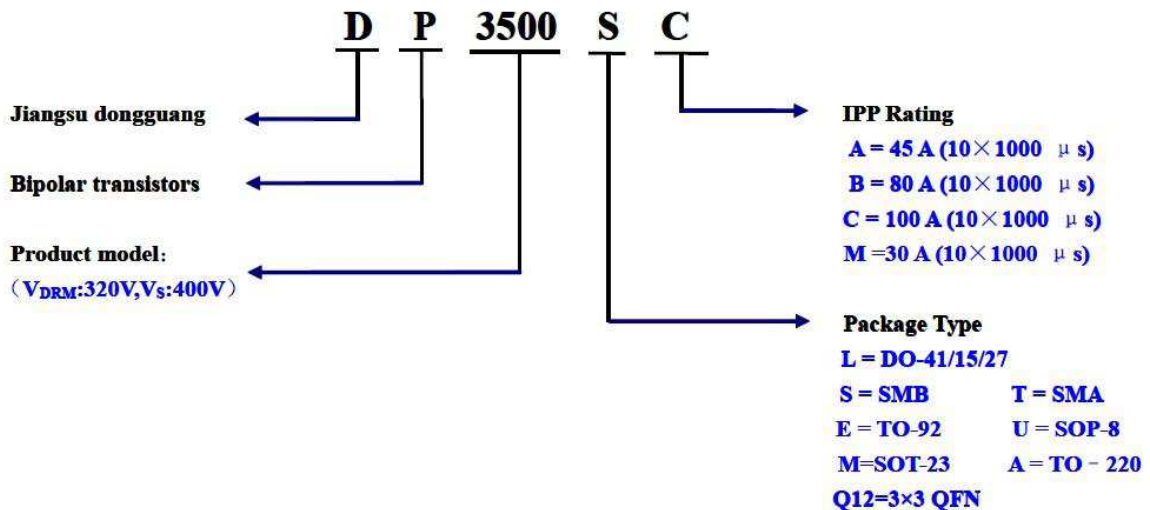 D P 3500 S C
Jiangsu dongguang
Bipolar transistors
Product model:
(VDRM:320V,VS:400V)
IPP Rating
A = 45 A (10×1000 μ s)
B = 80 A (10×1000 μ s)
C = 100 A (10×1000 μ s)
M =30 A (10×1000 μ s)
Package Type
L = DO-41/15/27
S = SMB T = SMA
E = TO-92 U = SOP-8
M=SOT-23 A = TO - 220
Q12=3×3 QFN